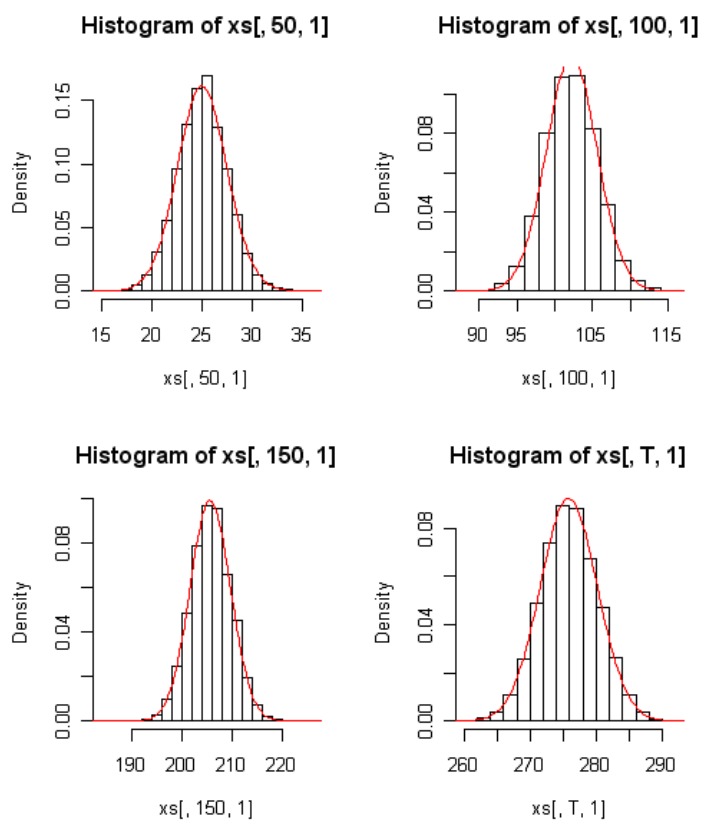 Histogram of xs[, 50, 1]
Density
0.00
0.05
0.10
0.15
15 20 25 30 35
xs[, 50, 1]
Histogram of xs[, 100, 1]
Density
0.00
0.04
0.08
90 95 105 115
xs[, 100, 1]
Histogram of xs[, 150, 1]
Density
0.00
0.04
0.08
190 200 210 220
xs[, 150, 1]
Histogram of xs[, T, 1]
Density
0.00
0.04
0.08
260 270 280 290
xs[, T, 1]